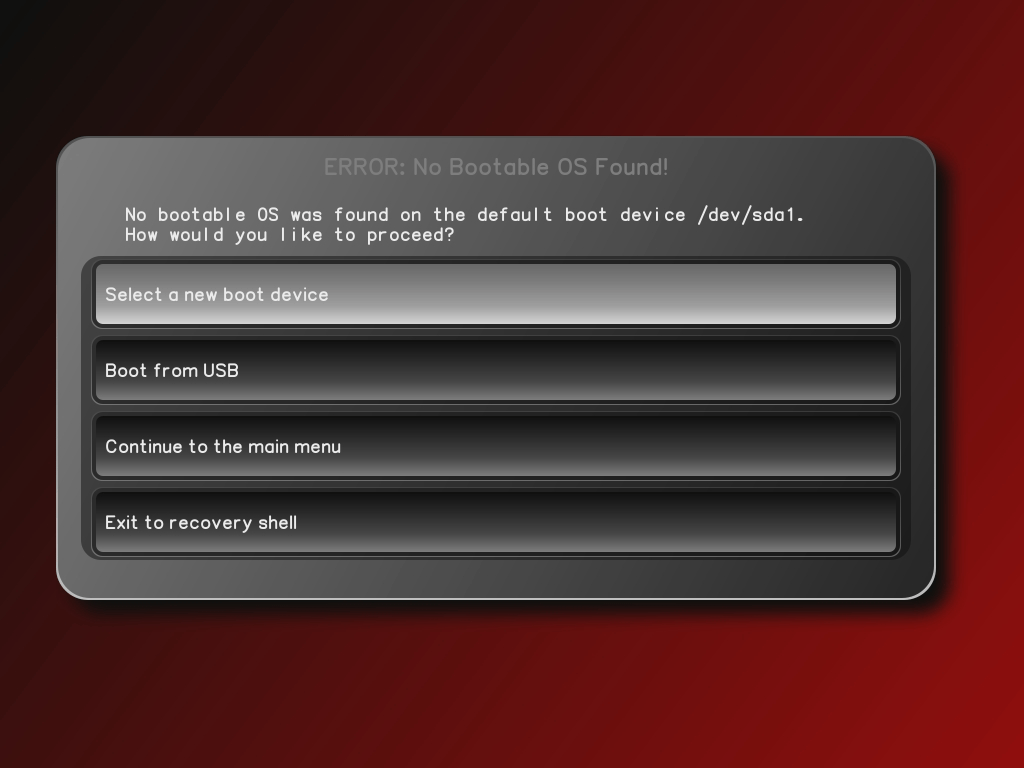 ERROR: No Bootable OS Found!
No bootable OS was found on the default boot device /dev/sda1.
How would you like to proceed?
Select a new boot device
Boot from USB
Continue to the main menu
Exit to recovery shell